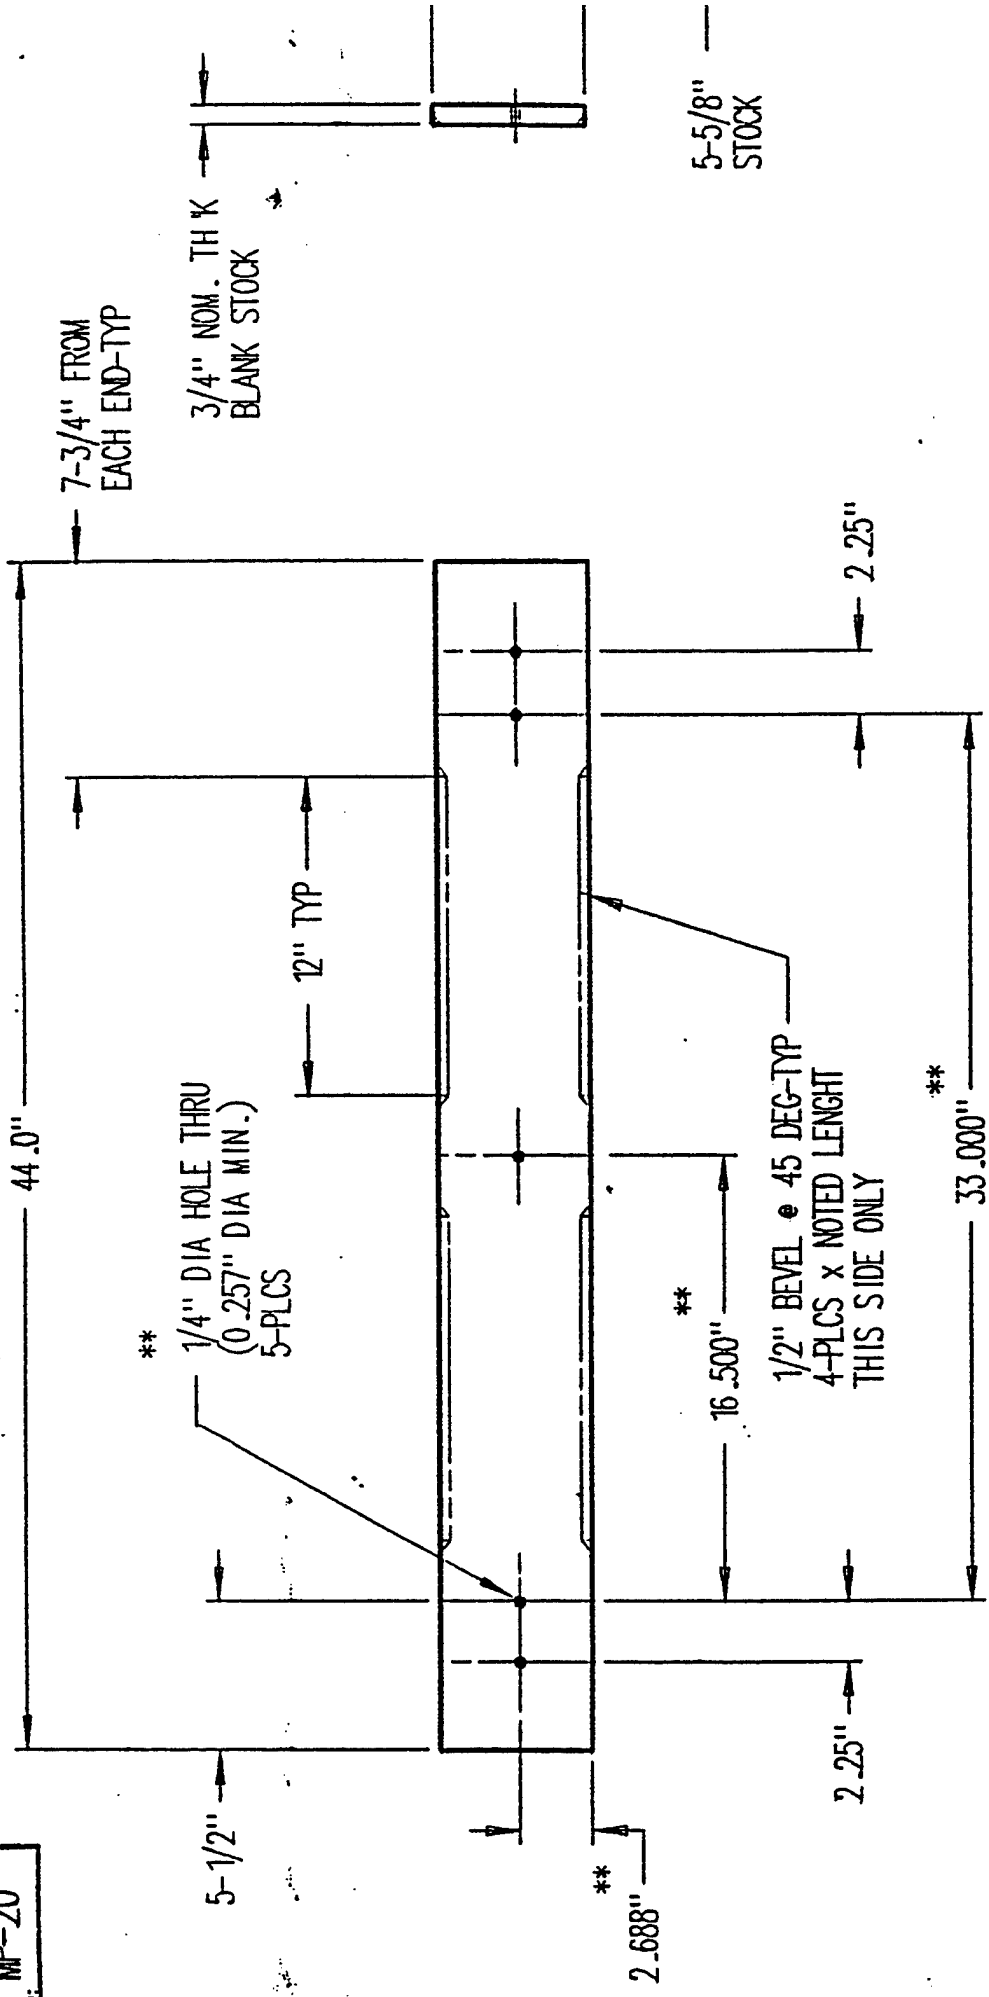 MP-20
44.0"
7-3/4" FROM
EACH END-TYP
3/4" NOM. TH'K
BLANK STOCK
5-5/8"
STOCK
12" TYP
**
1/4" DIA HOLE THRU
(0.257" DIA MIN.)
5-PLCS
5-1/2"
**
2.688"
2.25"
**
16.500"
1/2" BEVEL @ 45 DEG-TYP
4-PLCS x NOTED LENGHT
THIS SIDE ONLY
**
33.000"
2.25"